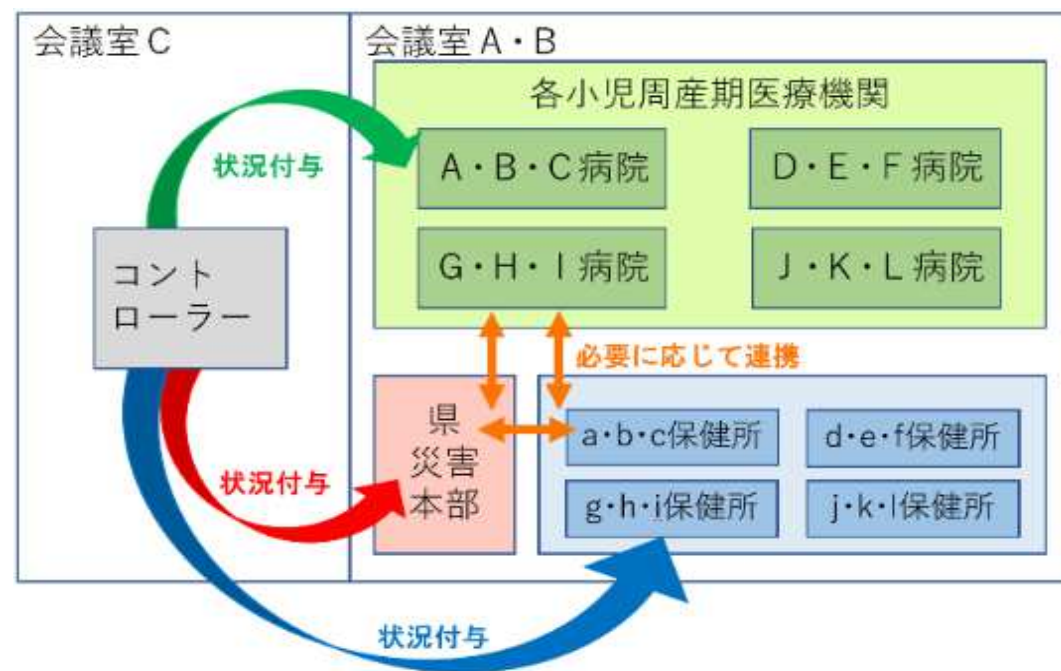 会議室C
会議室A・B
各小児周産期医療機関
A・B・C病院
D・E・F病院
G・H・I病院
J・K・L病院
状況付与
コント
ローラー
必要に応じて連携
県
災害
本部
a・b・c保健所
d・e・f保健所
g・h・i保健所
j・k・l保健所
状況付与
状況付与